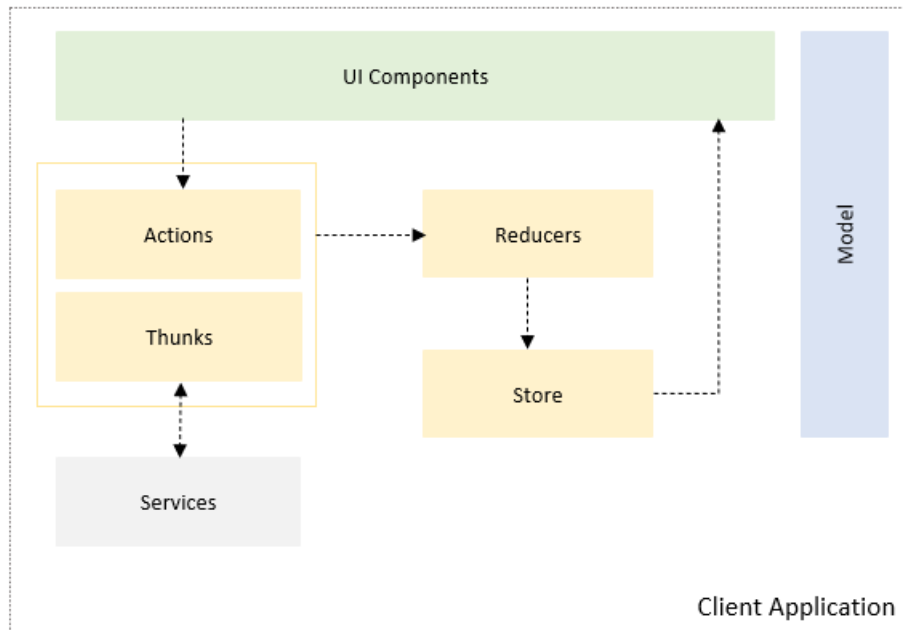 UI Components
Actions
Reducers
Model
Thunks
Store
Services
Client Application